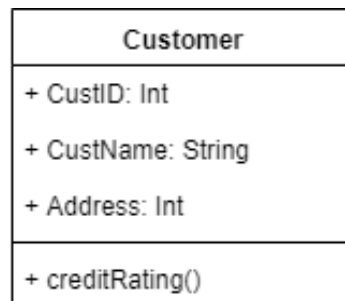 Customer
+ CustID: Int
+ CustName: String
+ Address: Int
+ creditRating()